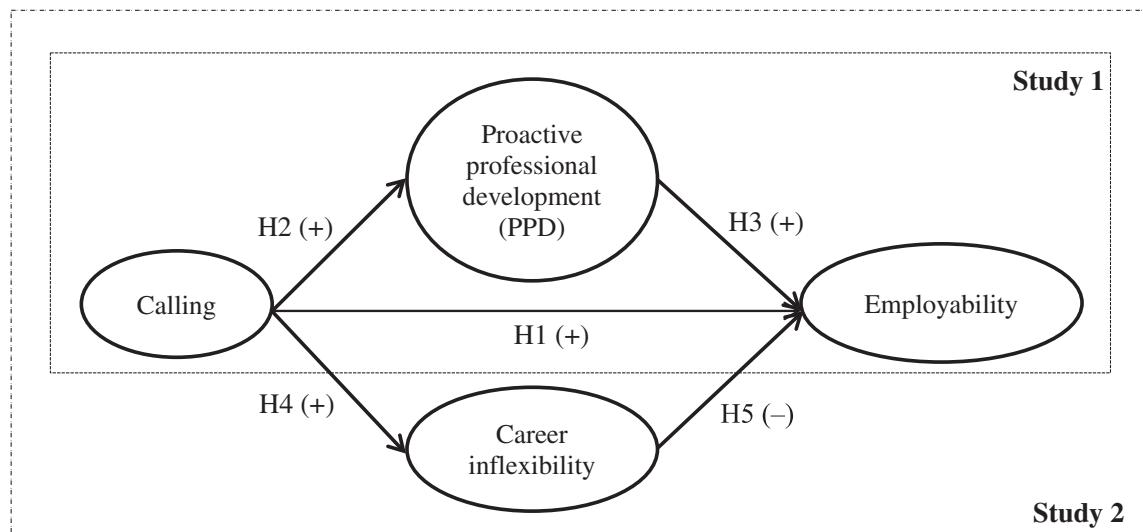 Study 1
Proactive
professional
development
(PPD)
H2 (+)
H3 (+)
Calling
H1 (+)
Employability
H4 (+)
Career
inflexibility
H5 (–)
Study 2